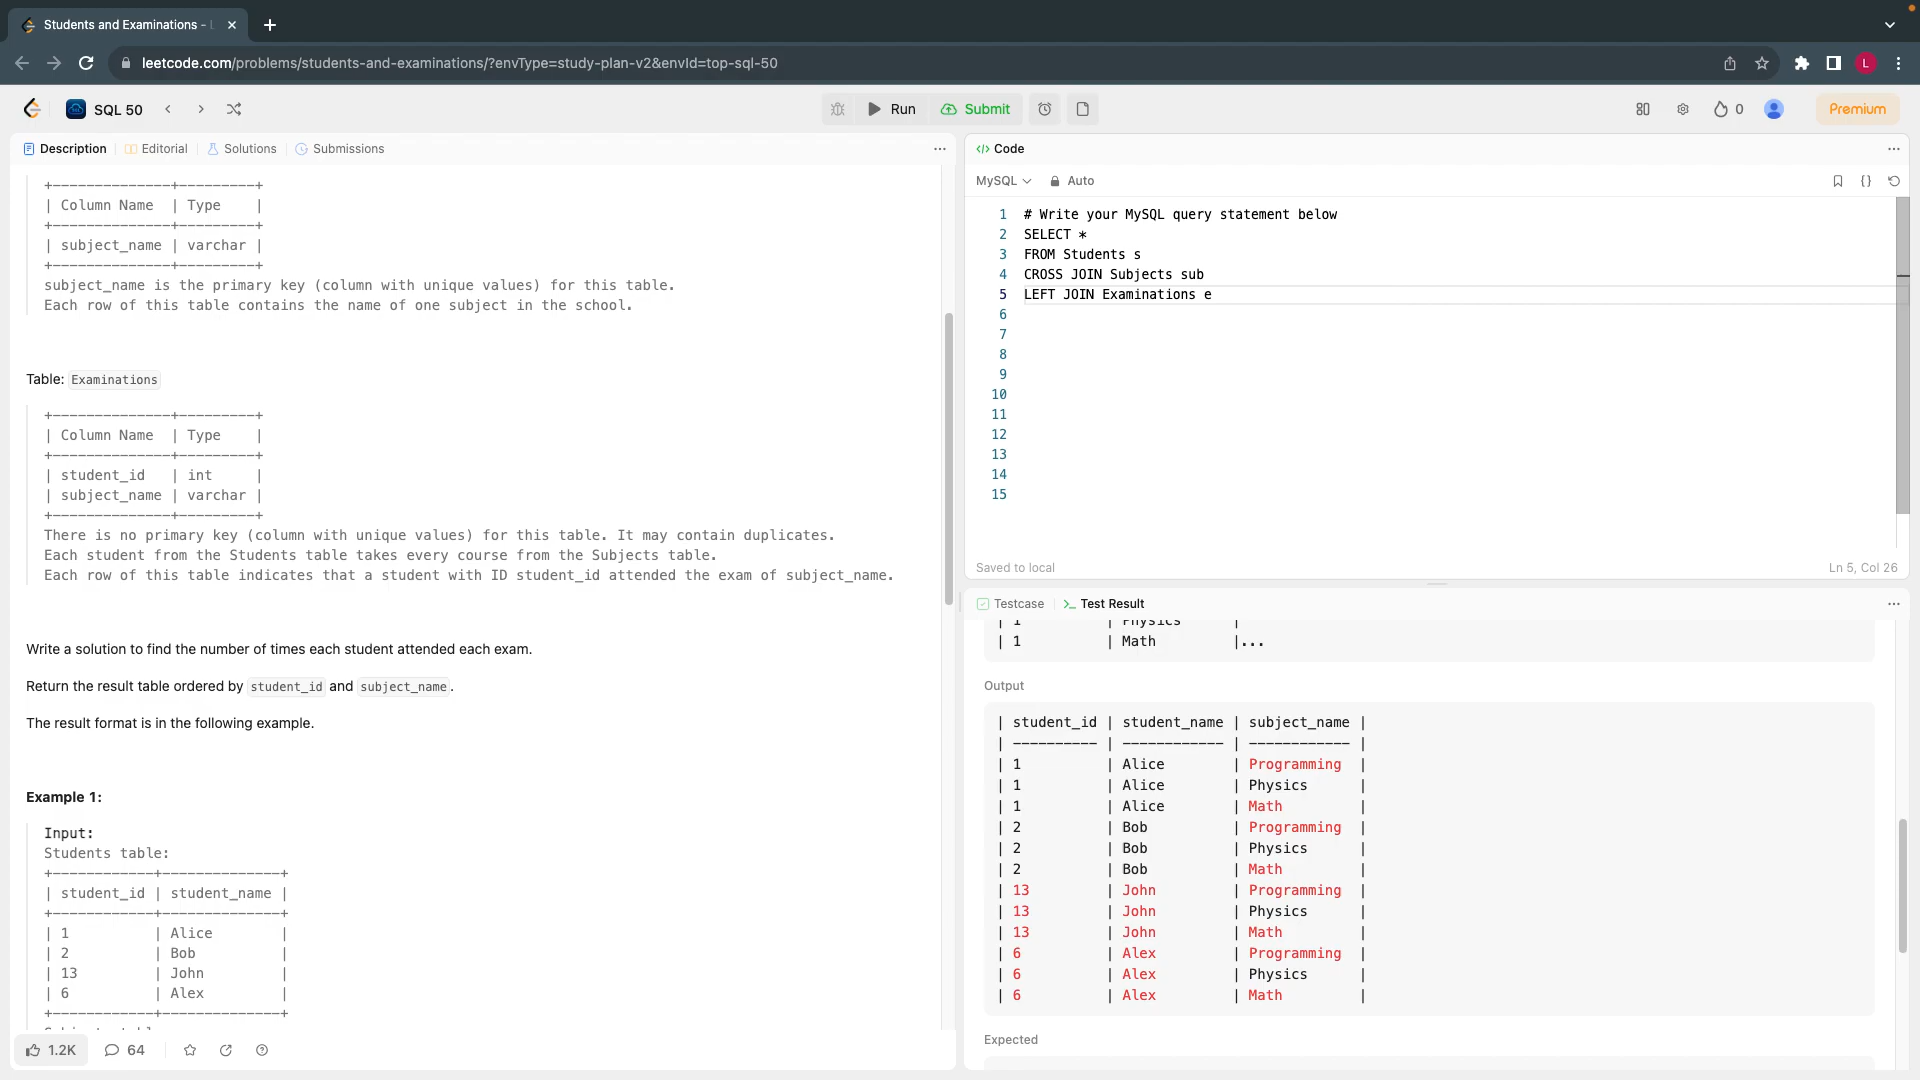 Students and Examinations - L
leetcode.com/problems/students-and-examinations/?envType=study-plan-v2&envId=top-sql-50
L
SQL 50
Run
Submit
0
Premium
Description
Editorial
Solutions
Submissions
+--------------+---------+
| Column Name  | Type    |
+--------------+---------+
| subject_name | varchar |
+--------------+---------+
subject_name is the primary key (column with unique values) for this table.
Each row of this table contains the name of one subject in the school.
Table: Examinations
+--------------+---------+
| Column Name  | Type    |
+--------------+---------+
| student_id   | int     |
| subject_name | varchar |
+--------------+---------+
There is no primary key (column with unique values) for this table. It may contain duplicates.
Each student from the Students table takes every course from the Subjects table.
Each row of this table indicates that a student with ID student_id attended the exam of subject_name.
Write a solution to find the number of times each student attended each exam.
Return the result table ordered by student_id and subject_name.
The result format is in the following example.
Example 1:
Input:
Students table:
+------------+--------------+
| student_id | student_name |
+------------+--------------+
| 1          | Alice        |
| 2          | Bob          |
| 13         | John         |
| 6          | Alex         |
+------------+--------------+
1.2K
64
Code
MySQL
Auto
1 # Write your MySQL query statement below
2 SELECT *
3 FROM Students s
4 CROSS JOIN Subjects sub
5 LEFT JOIN Examinations e
6
7
8
9
10
11
12
13
14
15
Saved to local
Ln 5, Col 26
Testcase
Test Result
| 1          | Physics      |
| 1          | Math         |...
Output
| student_id | student_name | subject_name |
| ---------- | ------------ | ------------ |
| 1          | Alice        | Programming  |
| 1          | Alice        | Physics      |
| 1          | Alice        | Math         |
| 2          | Bob          | Programming  |
| 2          | Bob          | Physics      |
| 2          | Bob          | Math         |
| 13         | John         | Programming  |
| 13         | John         | Physics      |
| 13         | John         | Math         |
| 6          | Alex         | Programming  |
| 6          | Alex         | Physics      |
| 6          | Alex         | Math         |
Expected